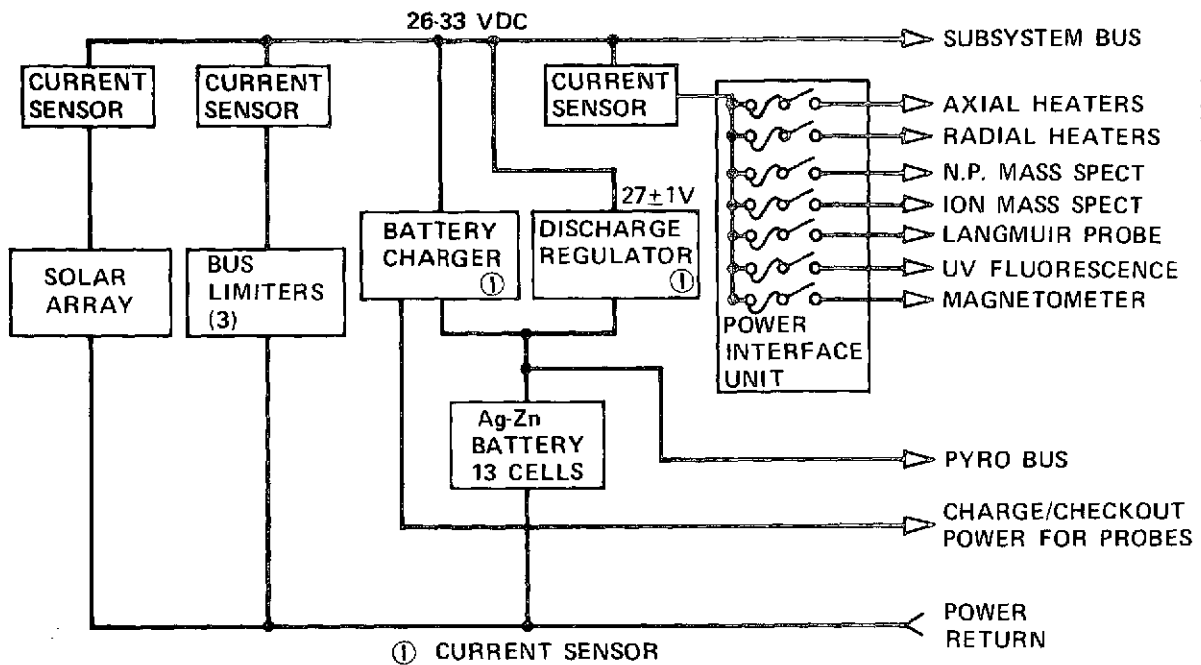 26-33 VDC
SUBSYSTEM BUS
CURRENT
SENSOR
CURRENT
SENSOR
CURRENT
SENSOR
AXIAL HEATERS
RADIAL HEATERS
N.P. MASS SPECT
ION MASS SPECT
LANGMUIR PROBE
UV FLUORESCENCE
MAGNETOMETER
POWER
INTERFACE
UNIT
SOLAR
ARRAY
BUS
LIMITERS
(3)
BATTERY
CHARGER
①
27±1V
DISCHARGE
REGULATOR
①
Ag-Zn
BATTERY
13 CELLS
PYRO BUS
CHARGE/CHECKOUT
POWER FOR PROBES
POWER
RETURN
① CURRENT SENSOR